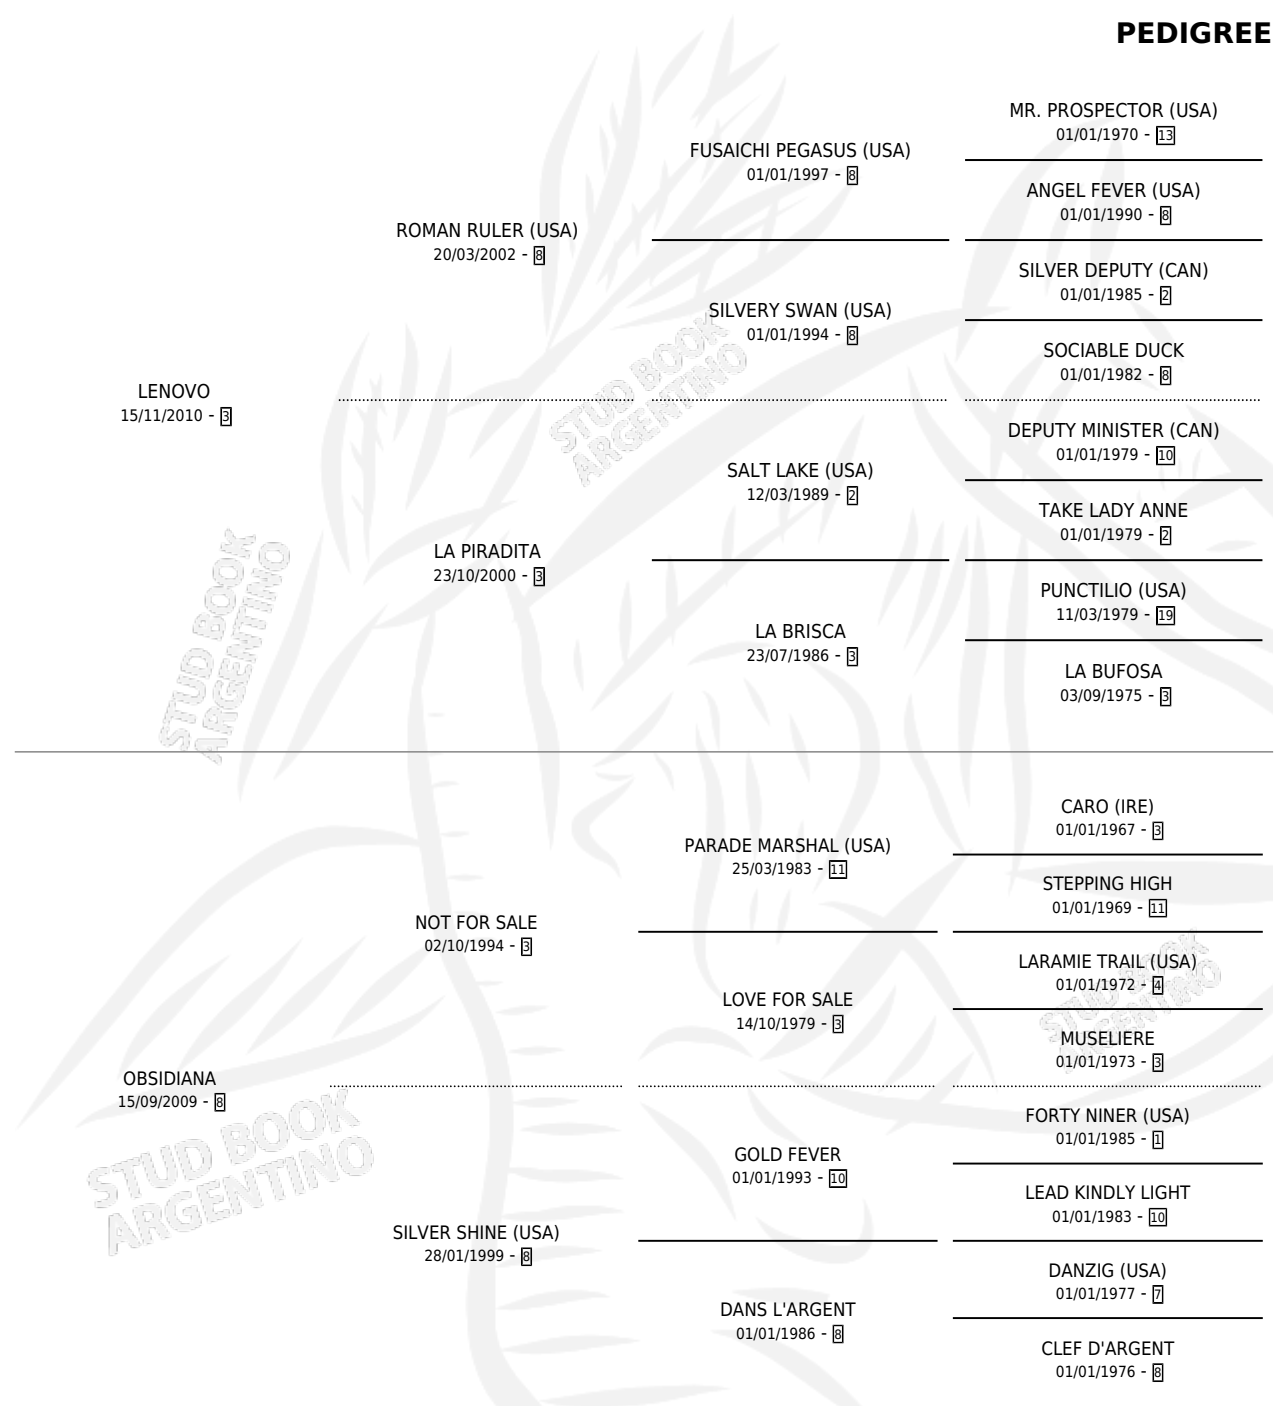 PEDIGREE
MR. PROSPECTOR (USA)
01/01/1970 - 13
FUSAICHI PEGASUS (USA)
01/01/1997 - 8
ANGEL FEVER (USA)
01/01/1990 - 8
ROMAN RULER (USA)
20/03/2002 - 8
SILVER DEPUTY (CAN)
01/01/1985 - 2
SILVERY SWAN (USA)
01/01/1994 - 8
SOCIABLE DUCK
01/01/1982 - 8
LENOVO
15/11/2010 - 3
STUD BOOK
ARGENTINO
DEPUTY MINISTER (CAN)
01/01/1979 - 10
SALT LAKE (USA)
12/03/1989 - 2
TAKE LADY ANNE
01/01/1979 - 2
LA PIRADITA
23/10/2000 - 3
PUNCTILIO (USA)
11/03/1979 - 19
LA BRISCA
23/07/1986 - 3
LA BUFOSA
03/09/1975 - 3
STUD BOOK
ARGENTINO
CARO (IRE)
01/01/1967 - 3
PARADE MARSHAL (USA)
25/03/1983 - 11
STEPPING HIGH
01/01/1969 - 11
NOT FOR SALE
02/10/1994 - 3
LARAMIE TRAIL (USA)
01/01/1972 - 4
LOVE FOR SALE
14/10/1979 - 3
STUD BOOK
ARGENTINO
MUSELIERE
01/01/1973 - 3
OBSIDIANA
15/09/2009 - 8
STUD BOOK
ARGENTINO
FORTY NINER (USA)
01/01/1985 - 1
GOLD FEVER
01/01/1993 - 10
LEAD KINDLY LIGHT
01/01/1983 - 10
SILVER SHINE (USA)
28/01/1999 - 8
DANZIG (USA)
01/01/1977 - 7
DANS L'ARGENT
01/01/1986 - 8
CLEF D'ARGENT
01/01/1976 - 8